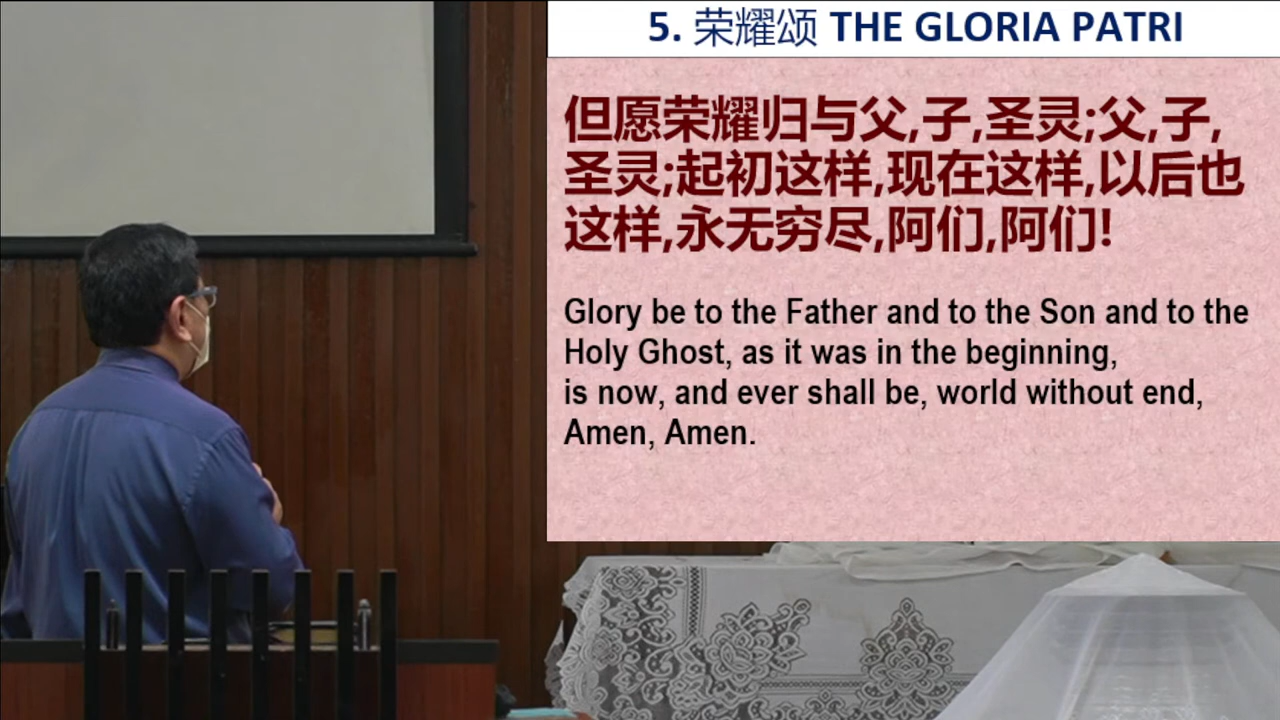 5. 荣耀颂 THE GLORIA PATRI
但愿荣耀归与父,子,圣灵;父,子,
圣灵;起初这样,现在这样,以后也
这样,永无穷尽,阿们,阿们!
Glory be to the Father and to the Son and to the
Holy Ghost, as it was in the beginning,
is now, and ever shall be, world without end,
Amen, Amen.